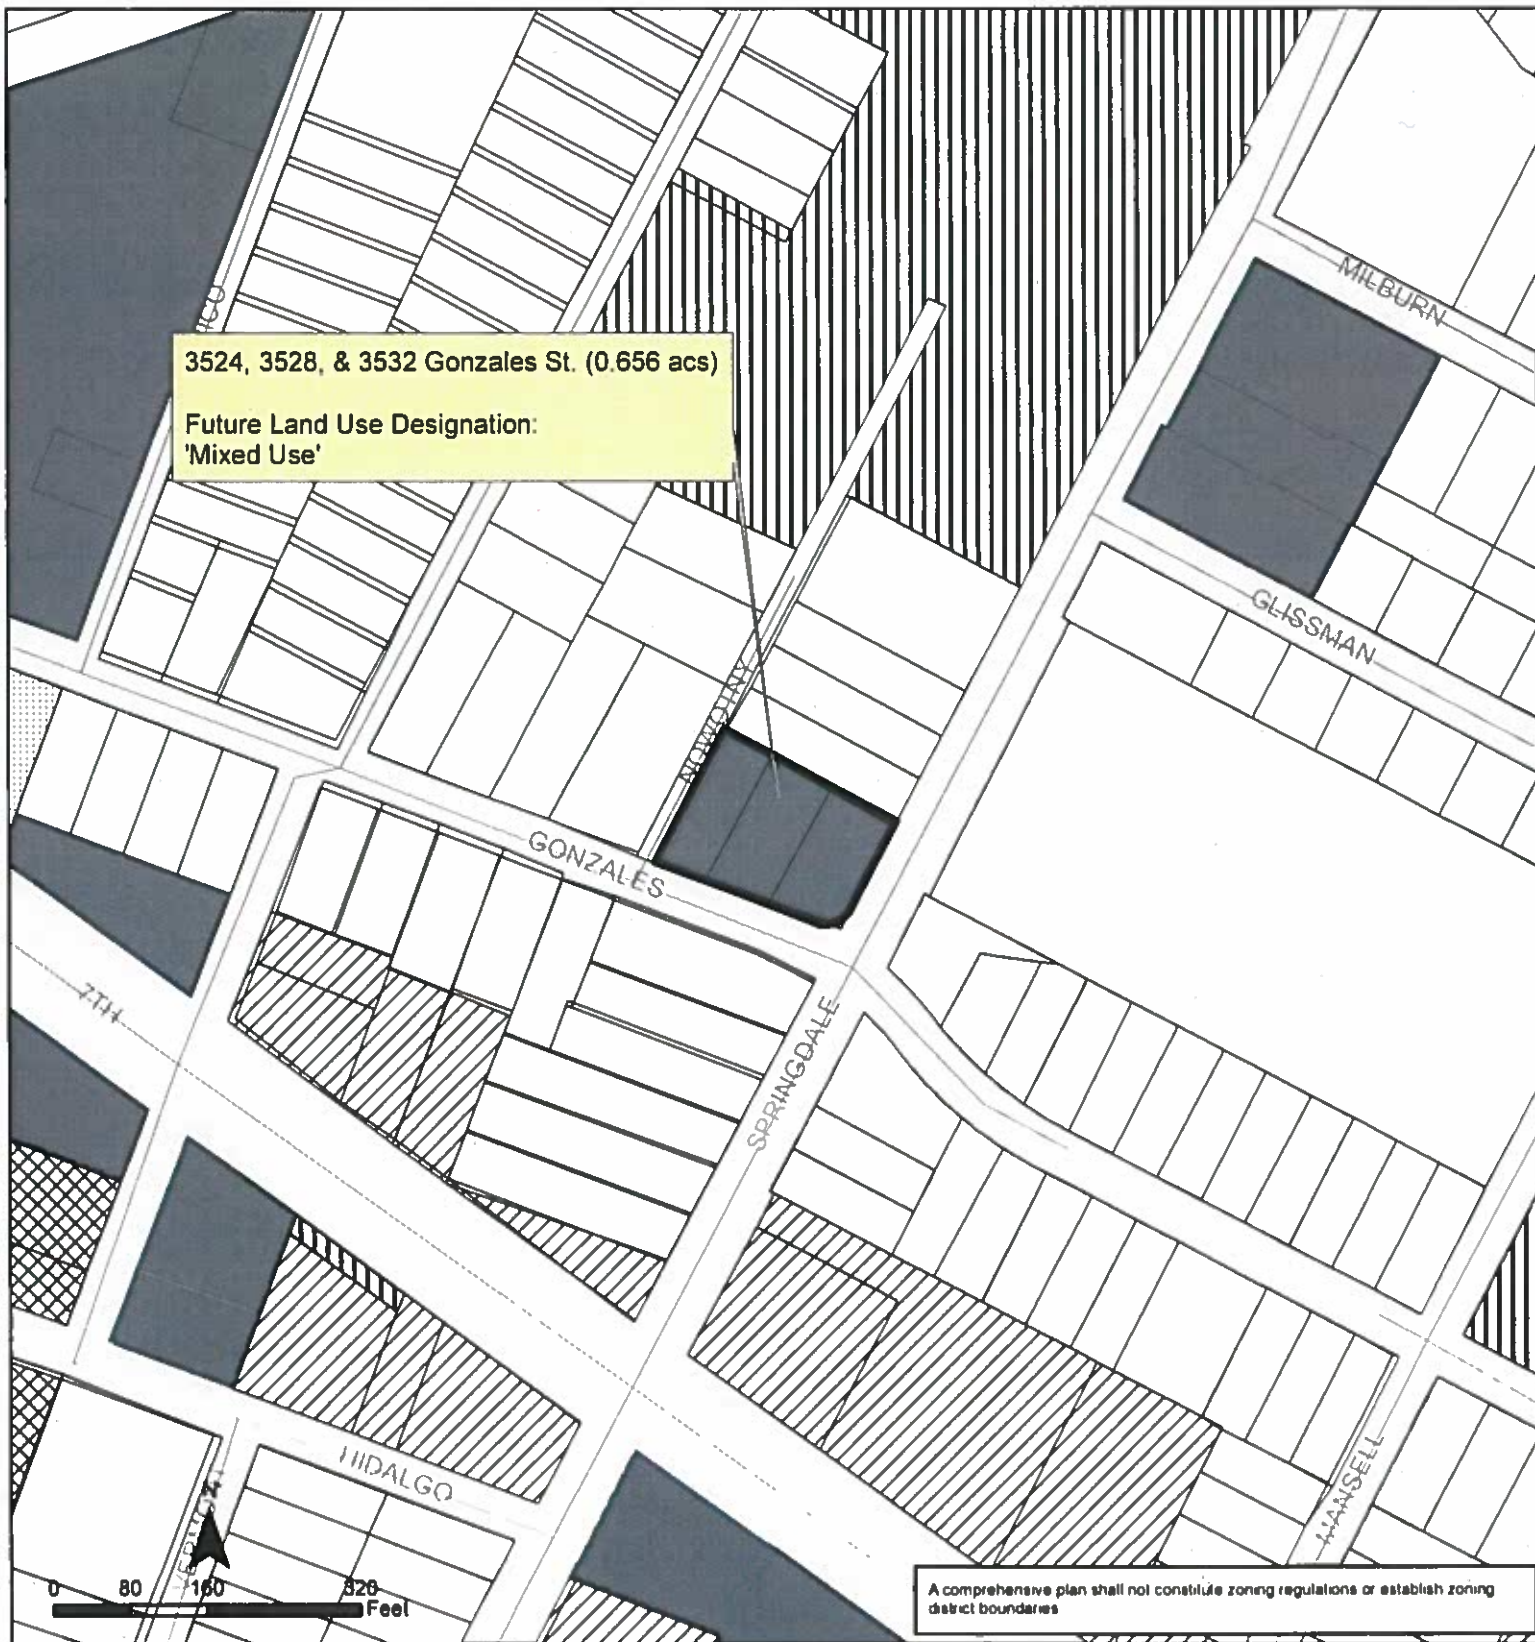 MILBURN
3524, 3528, & 3532 Gonzales St. (0.656 acs)
Future Land Use Designation:
'Mixed Use'
GLISSMAN
NOWOTNY
GONZALES
7TH
SPRINGDALE
HIDALGO
MANSELL
0 80 160 320
Feet
A comprehensive plan shall not constitute zoning regulations or establish zoning
district boundaries